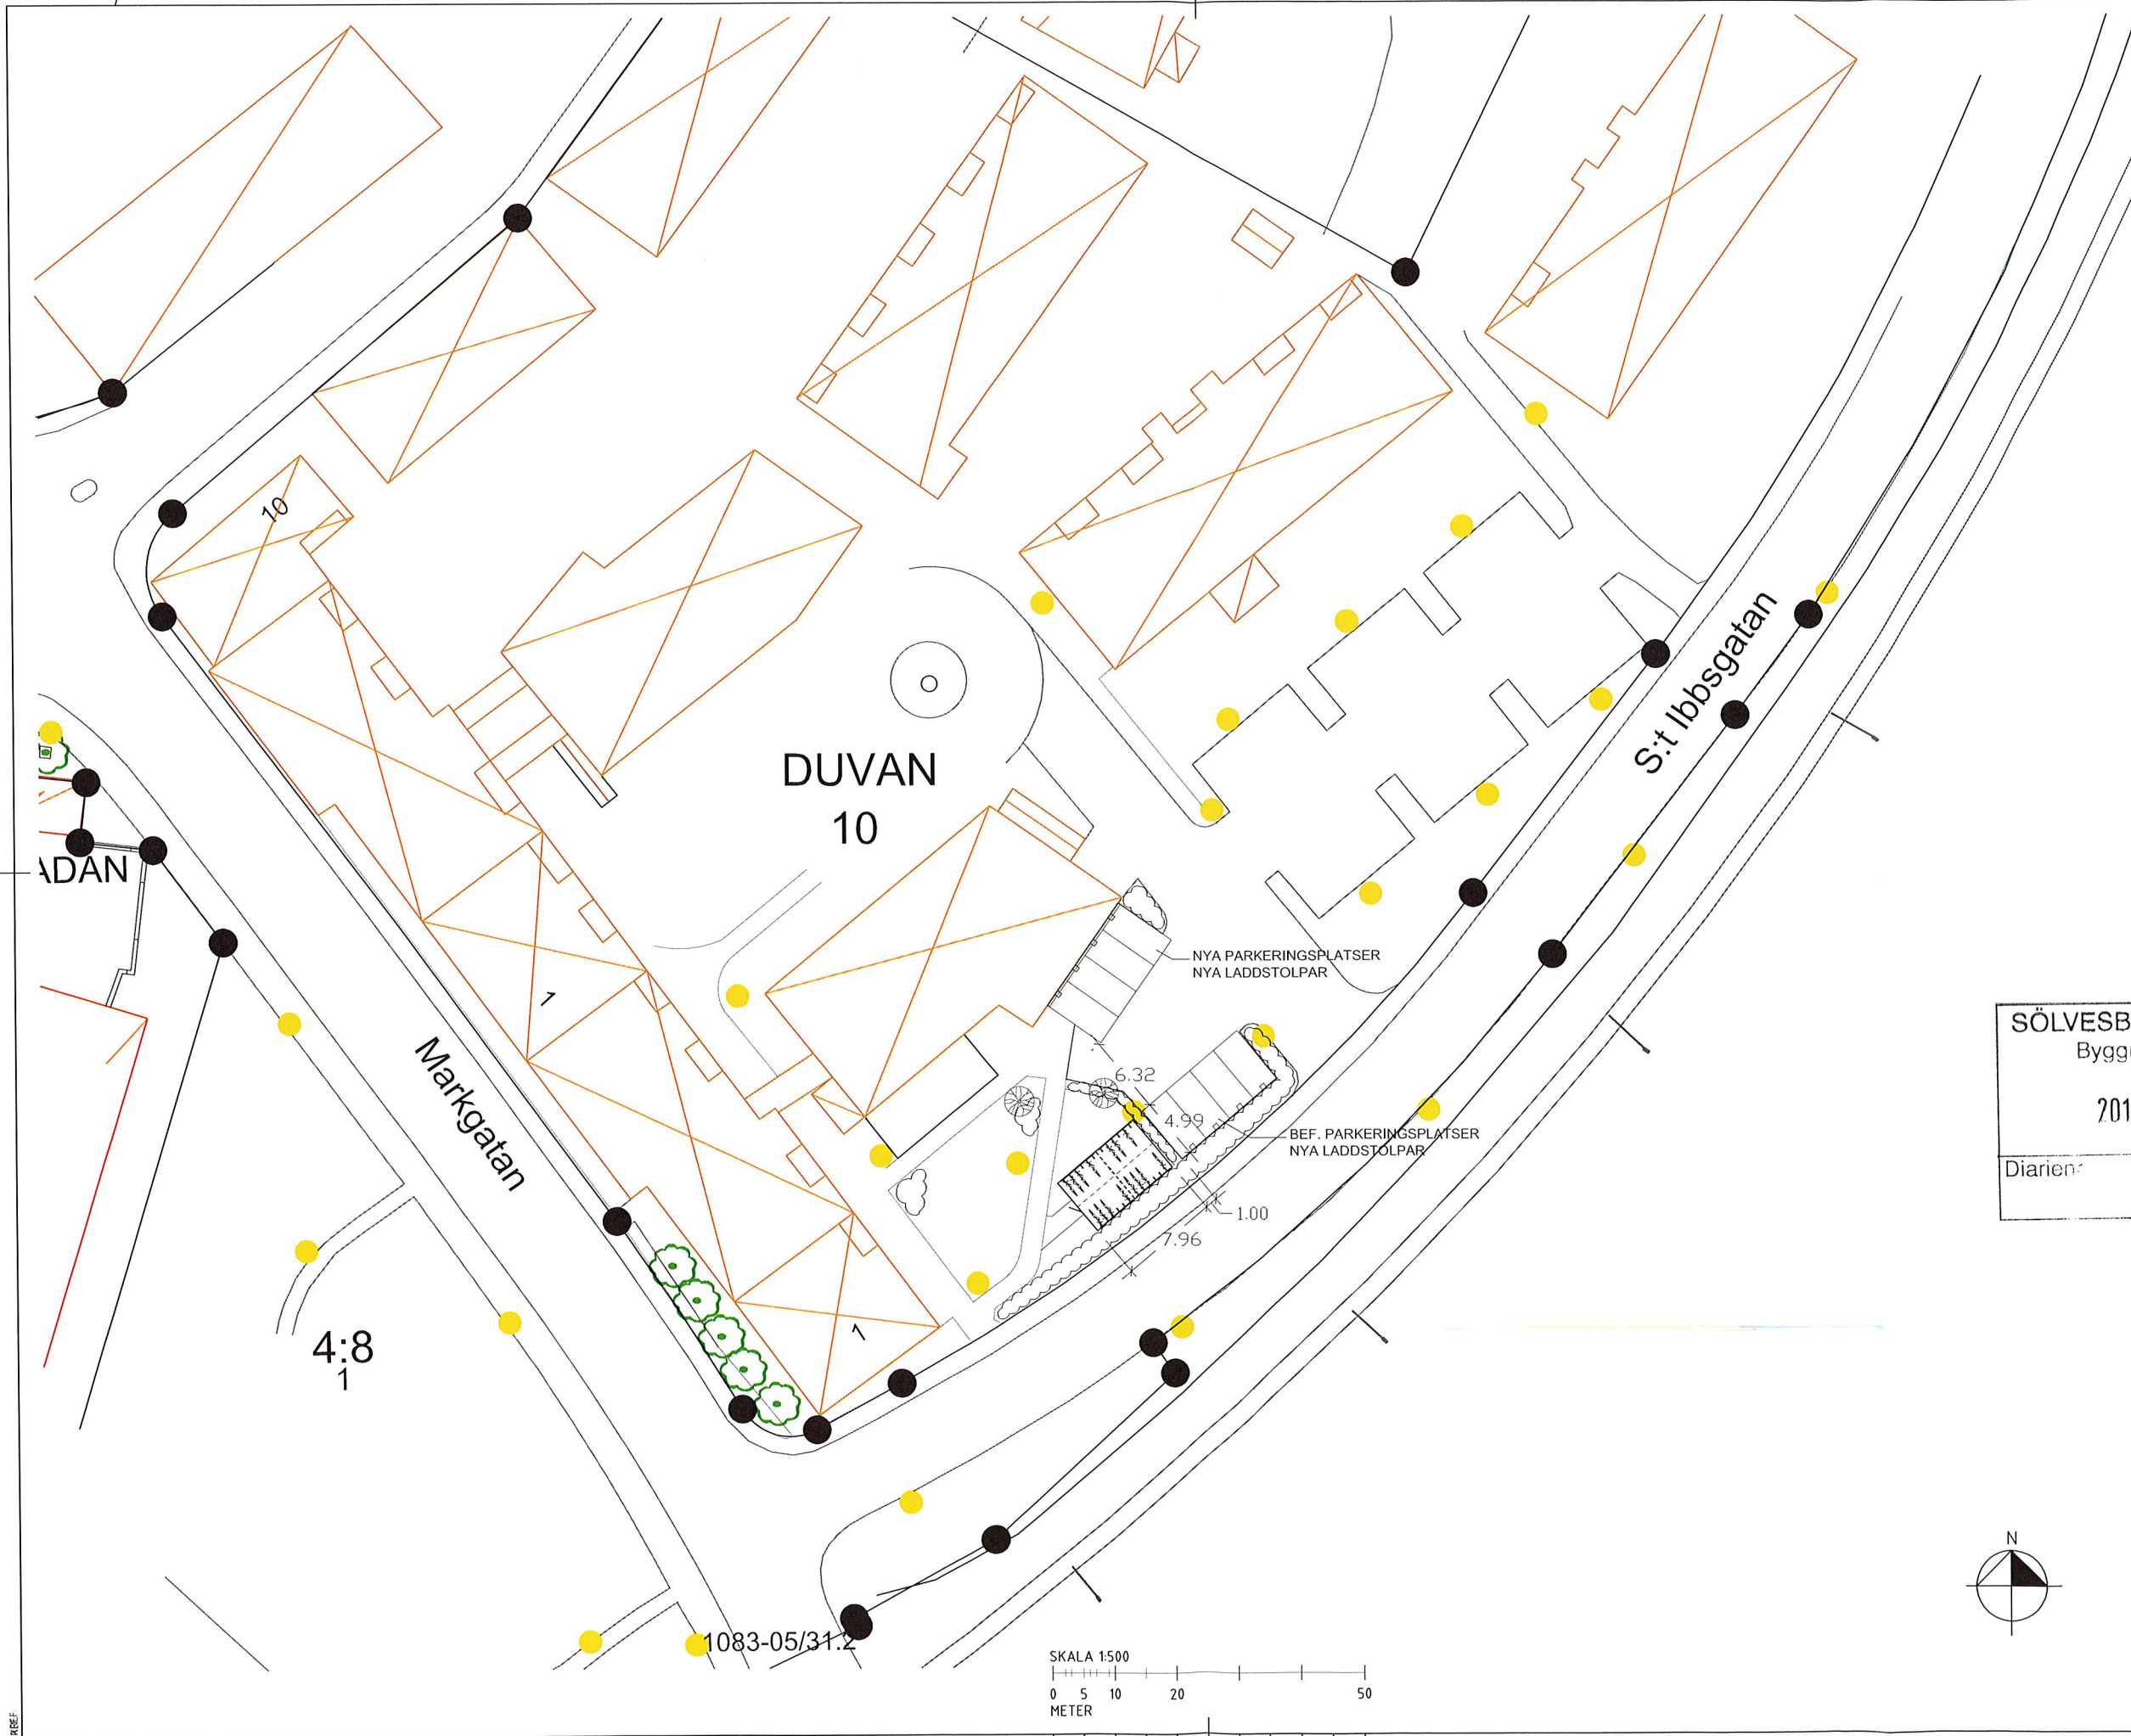 10
S:t Ibbsgatan
DUVAN
10
ADAN
NYA PARKERINGSPLATSER
NYA LADDSTOLPAR
1
Markgatan
6.32
4.99
BEF. PARKERINGSPLATSER
NYA LADDSTOLPAR
1.00
7.96
SÖLVESB
Bygg
201
Diarien
4:8
1
1
N
1083-05/31.2
SKALA 1:500
0 5 10 20 50
METER